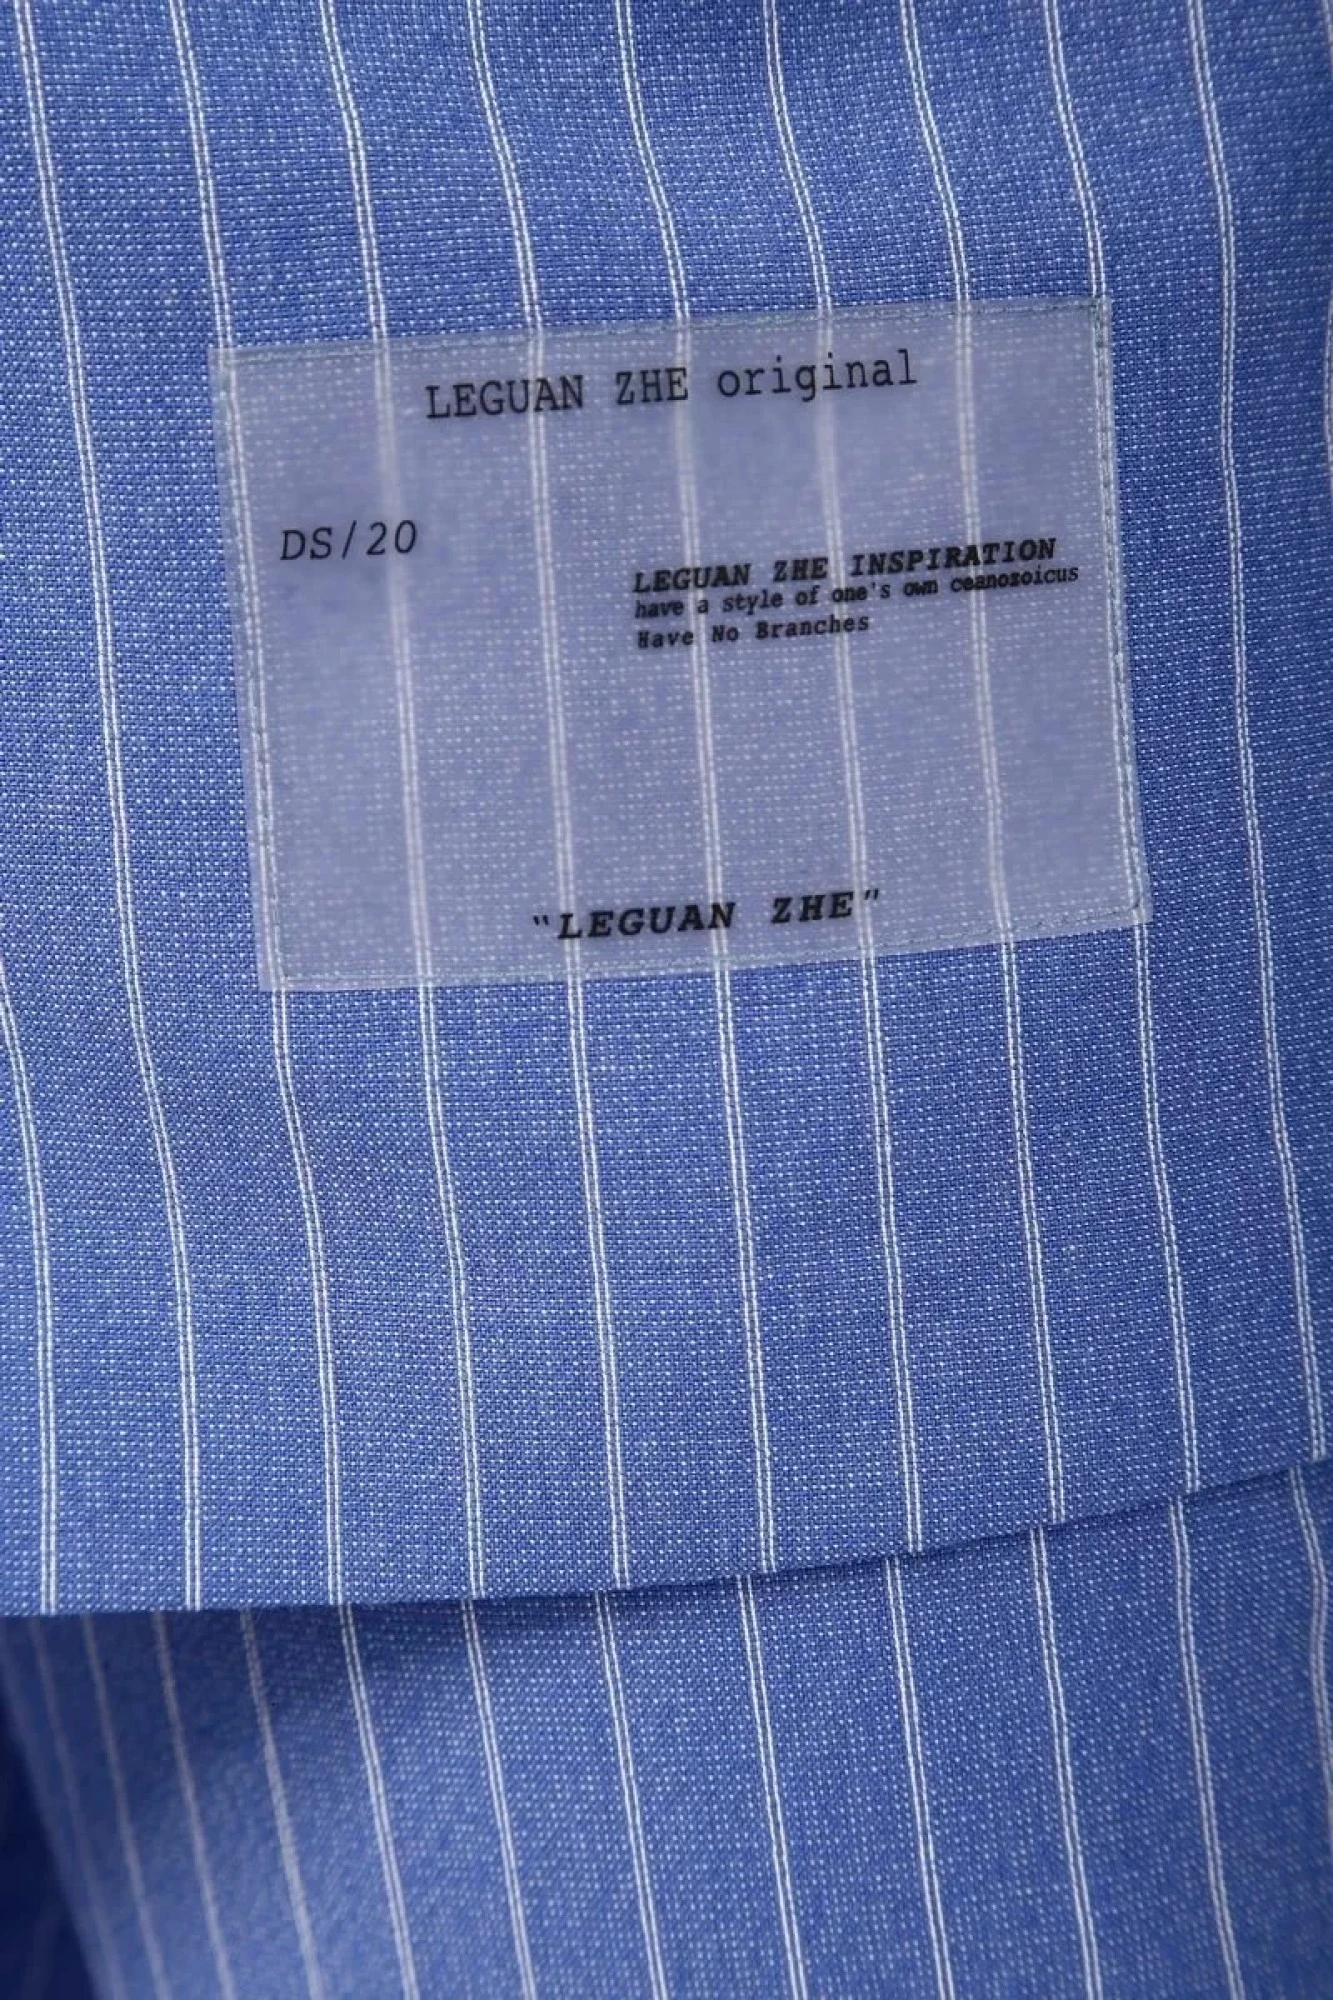 LEGUAN ZHE original
DS/20
LEGUAN ZHE INSPIRATION
have a style of one's own ceanozoicus
Have No Branches
"LEGUAN ZHE"